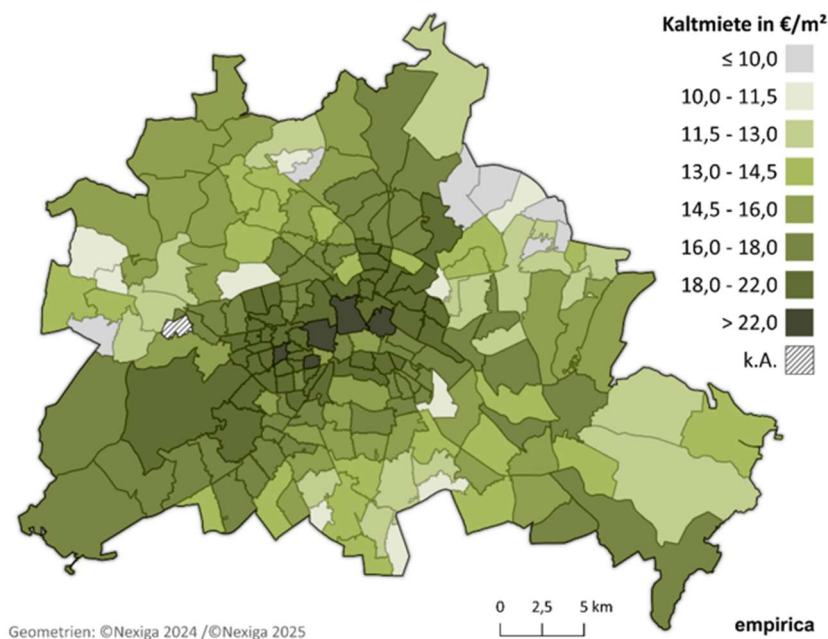 Kaltmiete in €/m²
≤ 10,0
10,0 - 11,5
11,5 - 13,0
13,0 - 14,5
14,5 - 16,0
16,0 - 18,0
18,0 - 22,0
> 22,0
k.A.
0 2,5 5 km
Geometrien: ©Nexiga 2024 /©Nexiga 2025
empirica